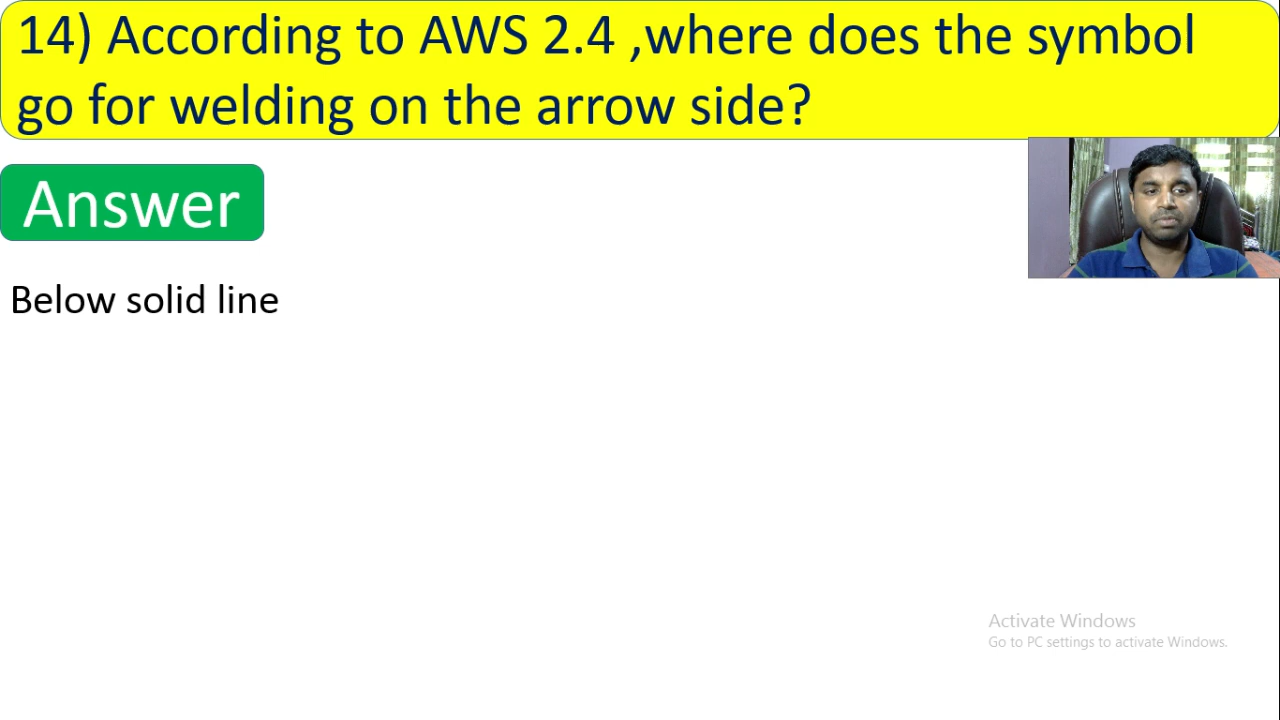 14) According to AWS 2.4 ,where does the symbol
go for welding on the arrow side?
Answer
Below solid line
Activate Windows
Go to PC settings to activate Windows.